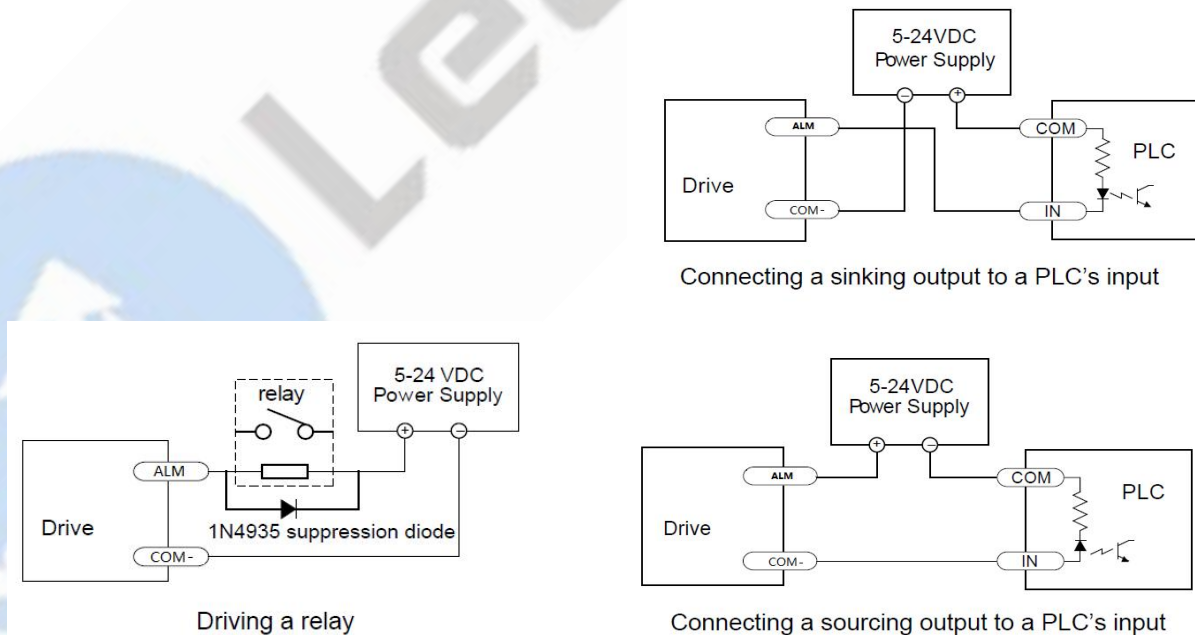 5-24VDC
Power Supply
ALM
COM
PLC
Drive
COM-
IN
Connecting a sinking output to a PLC's input
5-24 VDC
Power Supply
relay
ALM
1N4935 suppression diode
Drive
COM-
Driving a relay
5-24VDC
Power Supply
ALM
COM
PLC
Drive
COM-
IN
Connecting a sourcing output to a PLC's input